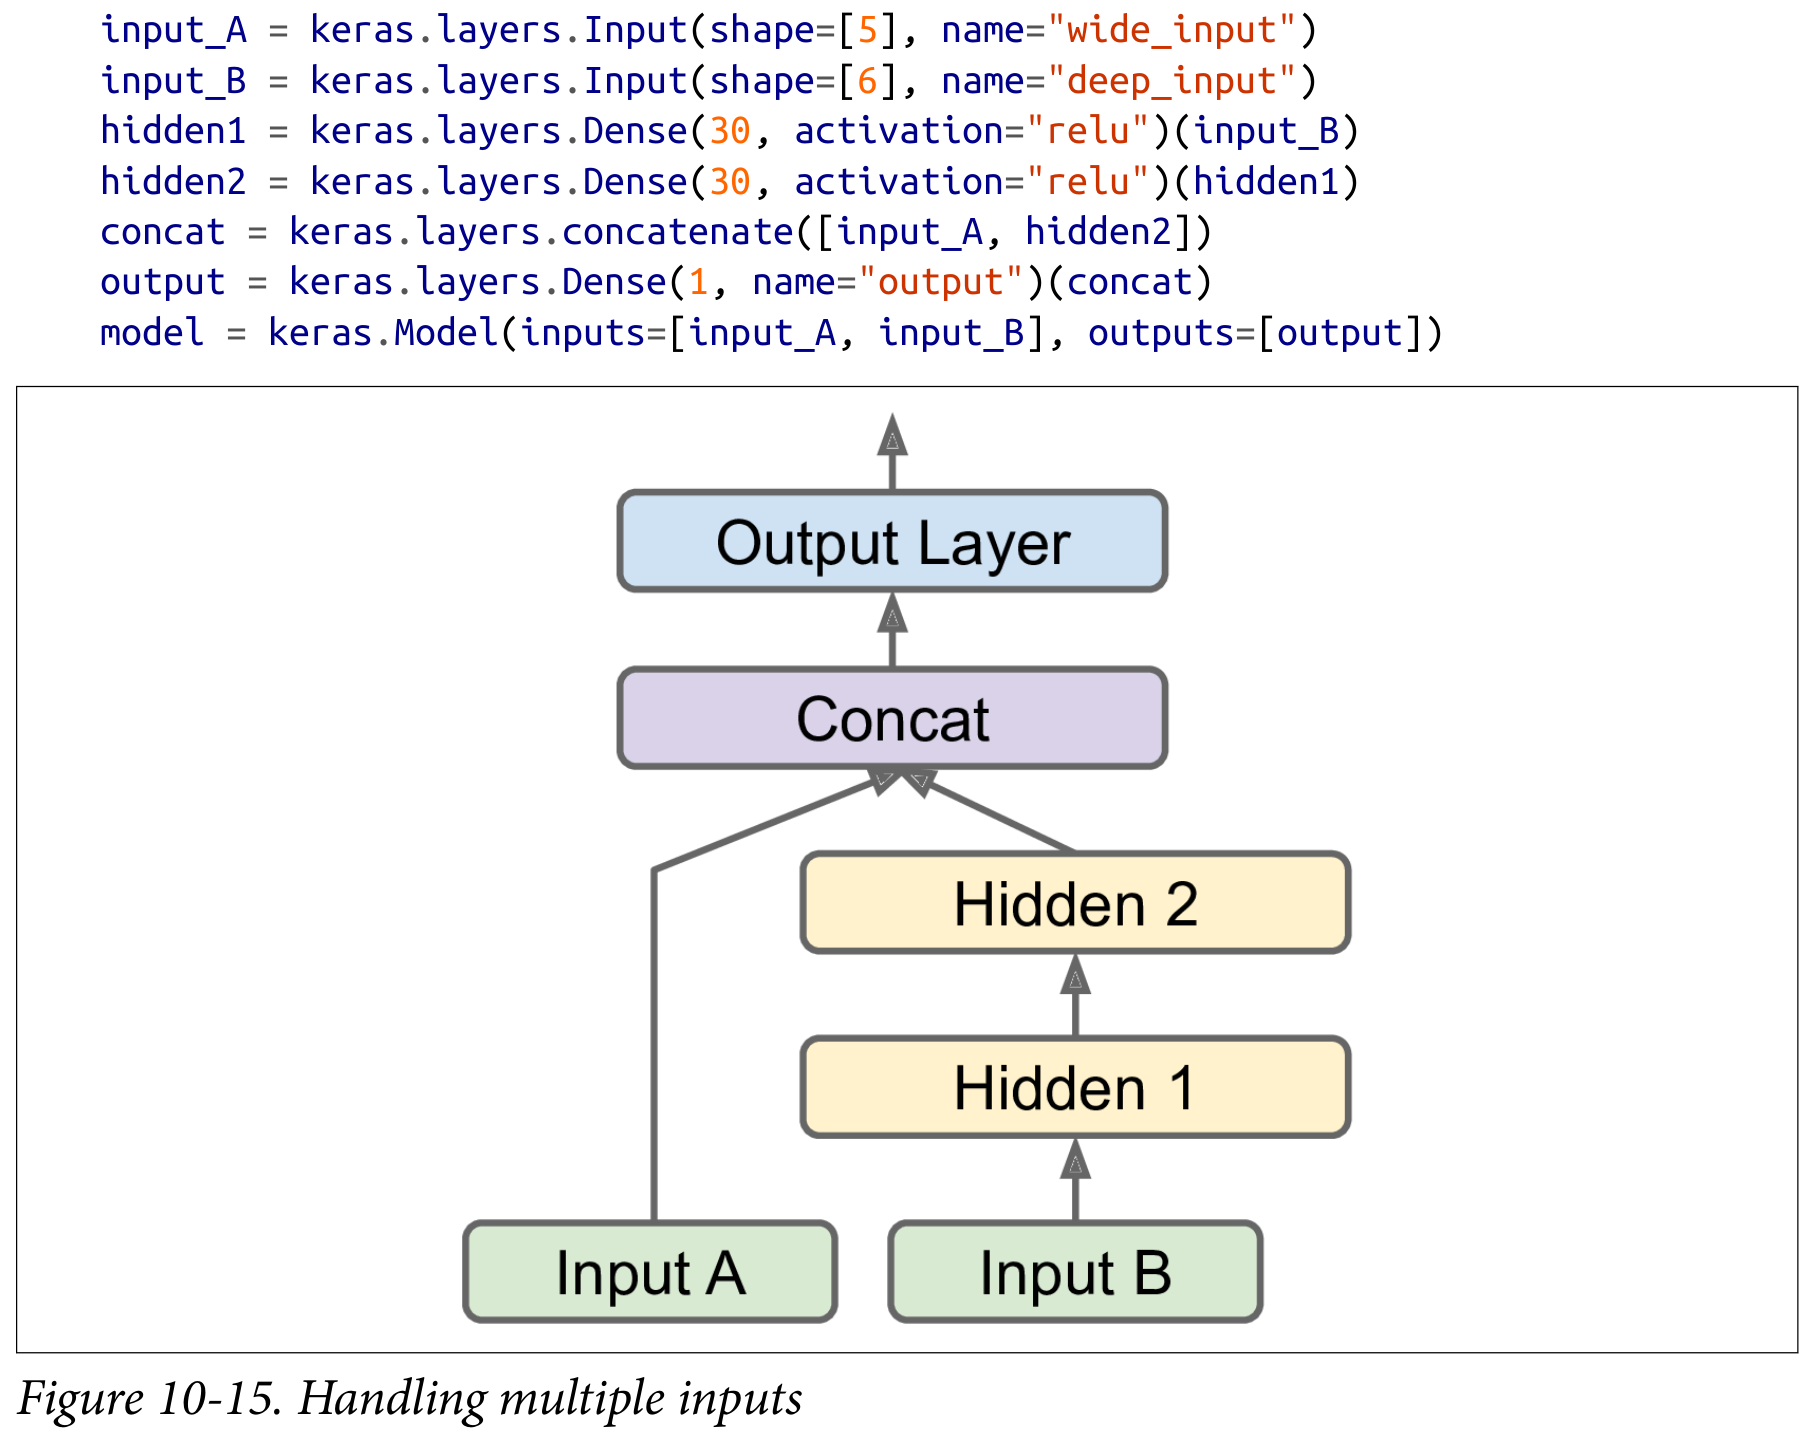 input_A = keras.layers.Input(shape=[5], name="wide_input")
input_B = keras.layers.Input(shape=[6], name="deep_input")
hidden1 = keras.layers.Dense(30, activation="relu")(input_B)
hidden2 = keras.layers.Dense(30, activation="relu")(hidden1)
concat = keras.layers.concatenate([input_A, hidden2])
output = keras.layers.Dense(1, name="output")(concat)
model = keras.Model(inputs=[input_A, input_B], outputs=[output])
Output Layer
Concat
Hidden 2
Hidden 1
Input A
Input B
Figure 10-15. Handling multiple inputs